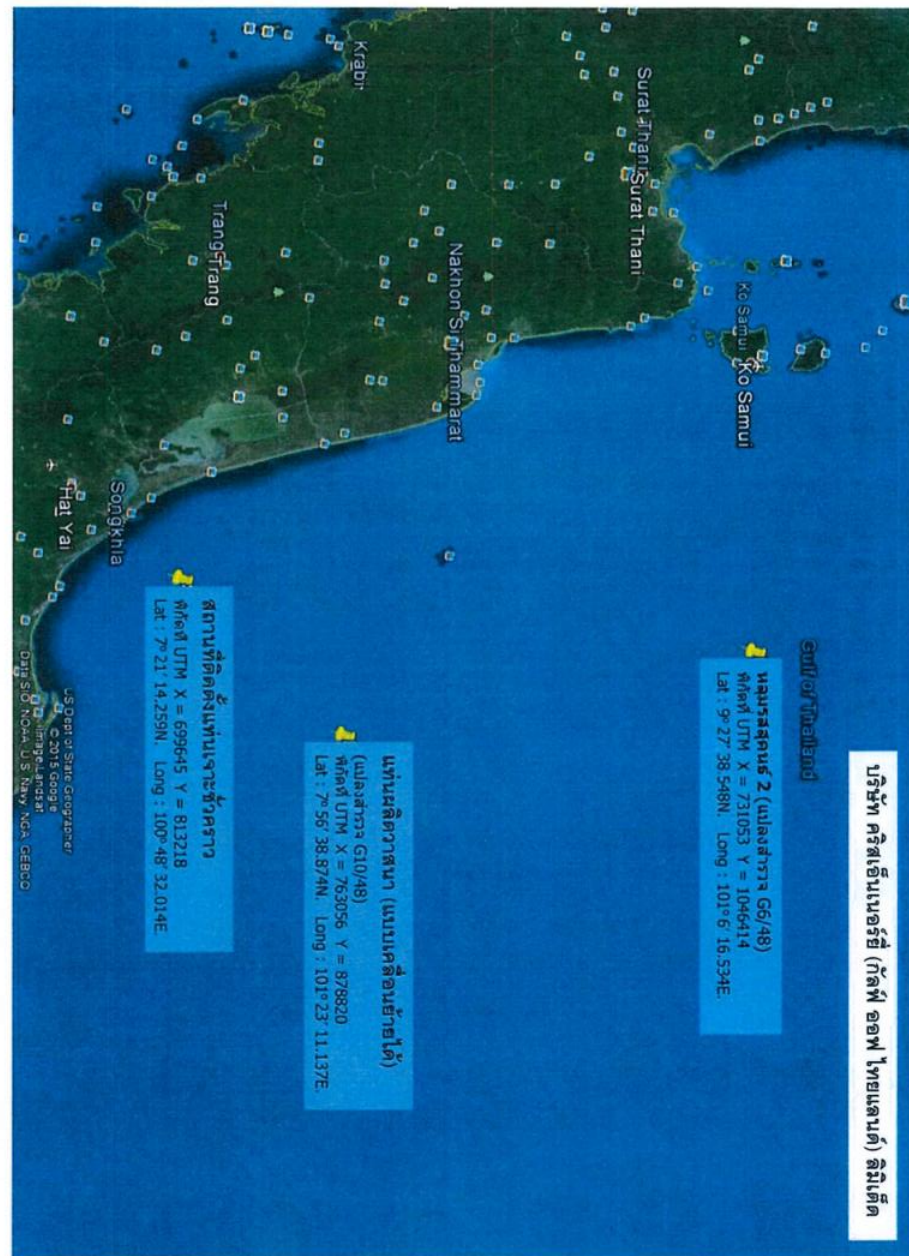 บริษัท คริสเอ็นเนอร์ยี่ (กัลฟ์ ออฟ ไทยแลนด์) ลิมิเต็ด
Gulf of Thailand
หลุมรสสุคนธ์ 2 (แปลงสำรวจ G6/48)
พิกัดที่ UTM X = 731053 Y = 1046414
Lat : 9° 27' 38.548N. Long : 101° 6' 16.534E.
แท่นผลิตวาสนา (แบบเคลื่อนย้ายได้)
(แปลงสำรวจ G10/48)
พิกัดที่ UTM X = 763056 Y = 878820
Lat : 7° 56' 38.874N. Long : 101° 23' 11.137E.
สถานที่ติดตั้งแท่นเจาะชั่วคราว
พิกัดที่ UTM X = 699645 Y = 813218
Lat : 7° 21' 14.259N. Long : 100° 48' 32.014E.
Ko Samui
Ko Samui
Surat Thani
Surat Thani
Krabi
Nakhon Si Thammarat
Trang
Trang
Songkhla
Hat Yai
US Dept of State Geographer
© 2015 Google
Image Landsat
Data SIO, NOAA, U.S. Navy, NGA, GEBCO